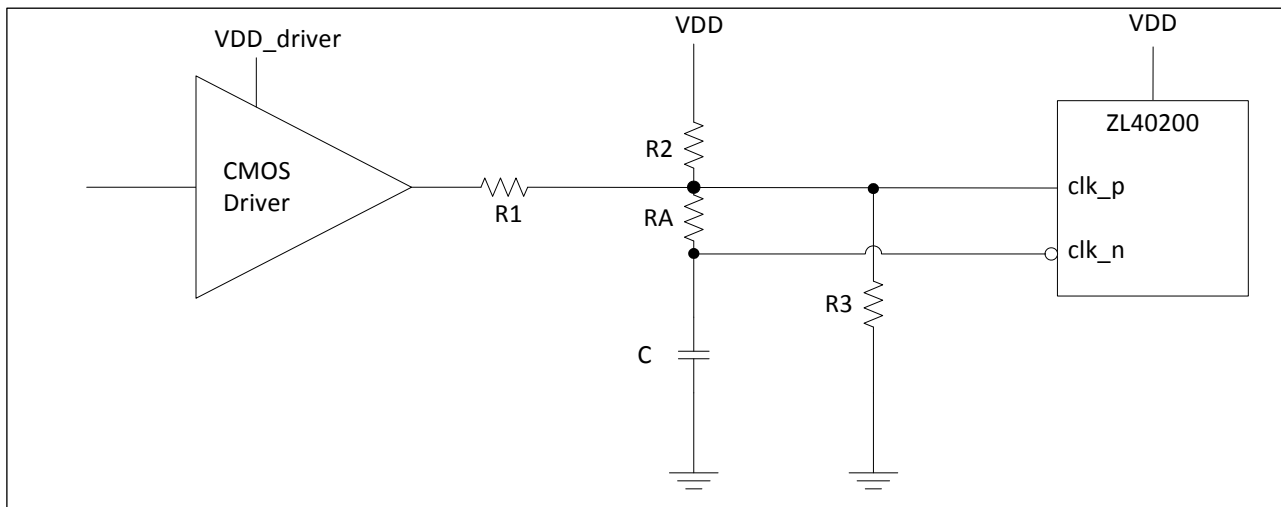 VDD_driver
VDD
VDD
CMOS
Driver
R1
R2
RA
C
R3
ZL40200
clk_p
clk_n